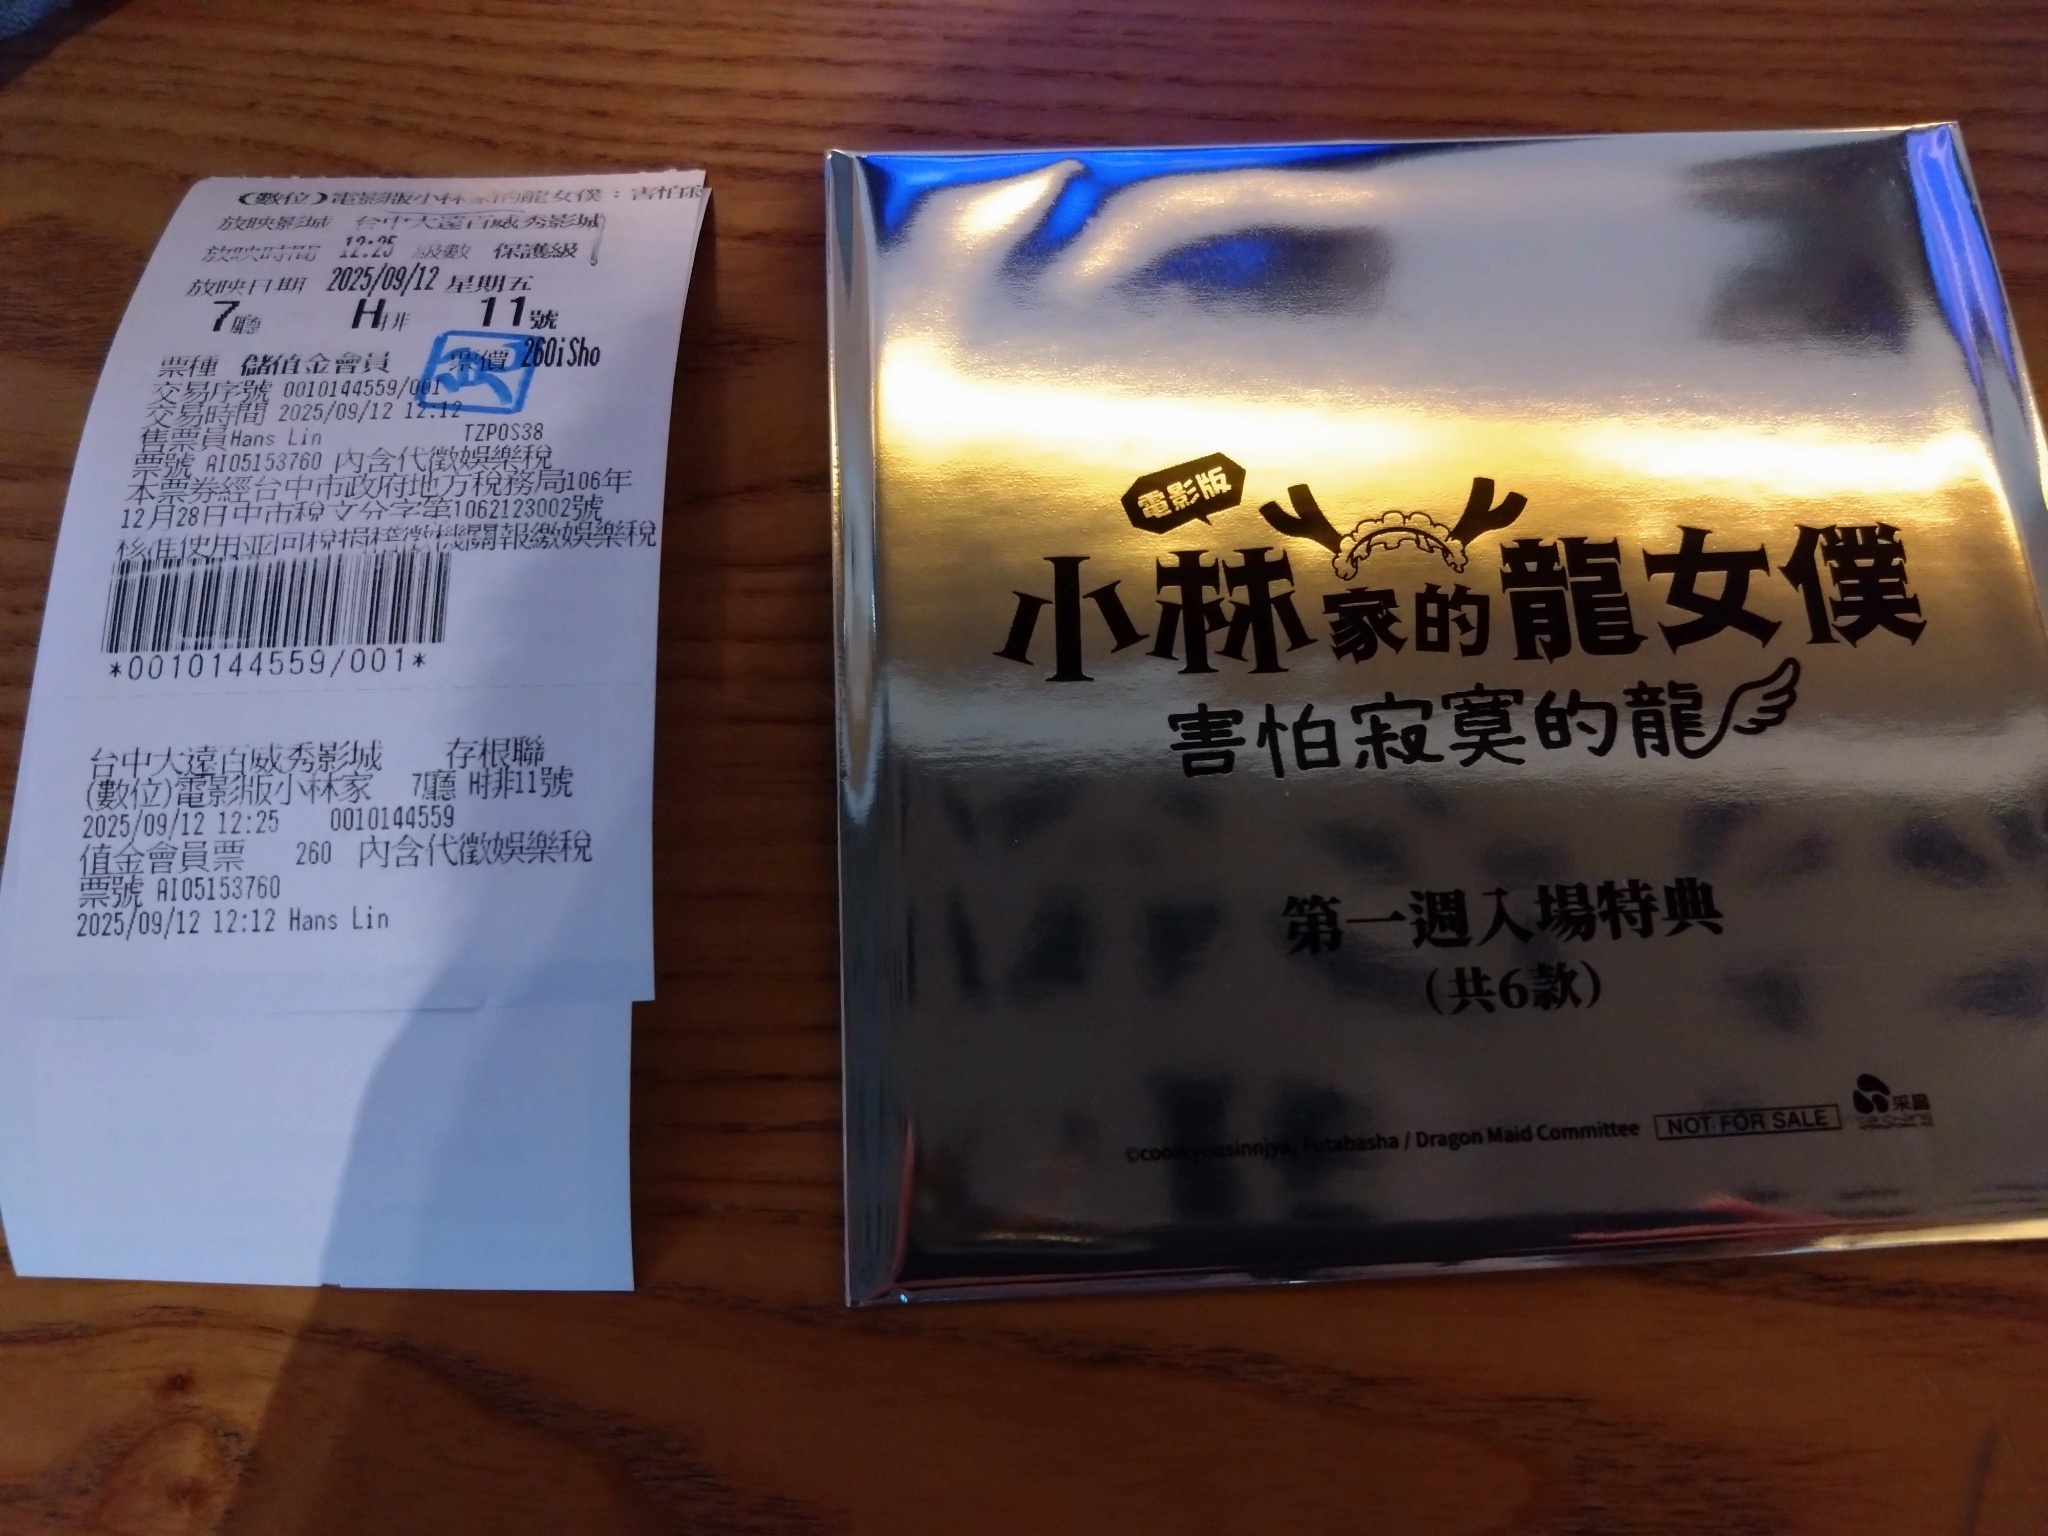 (數位)電影版小林家的龍女僕：害怕
放映影城 台中大遠百威秀影城
放映時間 12:25 級數 保護級
放映日期 2025/09/12 星期五
7廳 H排 11號
票種 儲值金會員 票價 260iSho
交易序號 0010144559/001
交易時間 2025/09/12 12:12
售票員Hans Lin TZPOS38
票號 AI05153760 內含代徵娛樂稅
本票券經台中市政府地方稅務局106年
12月28日中市稅文分字第1062123002號
核准使用並向稅捐稽徵機關報繳娛樂稅
*0010144559/001*
台中大遠百威秀影城 存根聯
(數位)電影版小林家 7廳 H排11號
2025/09/12 12:25 0010144559
值金會員票 260 內含代徵娛樂稅
票號 AI05153760
2025/09/12 12:12 Hans Lin
電影版
小林家的龍女僕
害怕寂寞的龍
第一週入場特典
(共6款)
©coolkyousinnjya, Futabasha / Dragon Maid Committee NOT FOR SALE 采昌